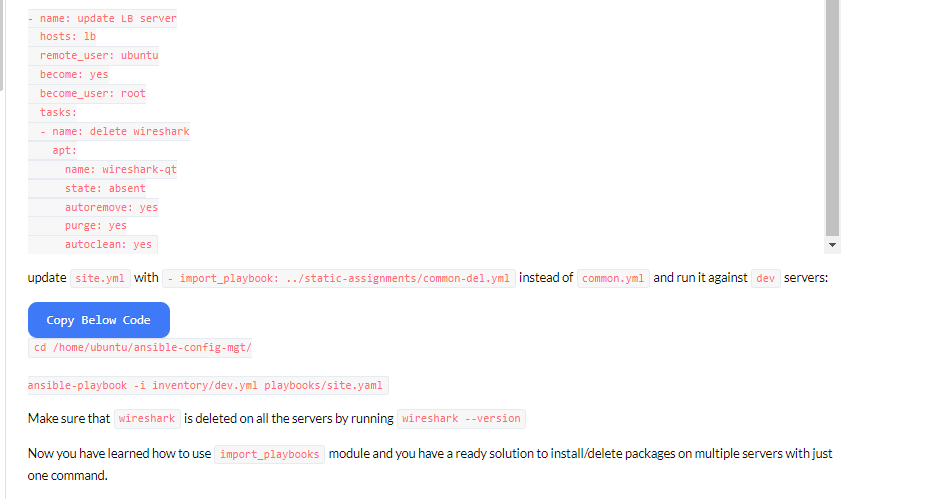 - name: update LB server
  hosts: lb
  remote_user: ubuntu
  become: yes
  become_user: root
  tasks:
  - name: delete wireshark
    apt:
      name: wireshark-qt
      state: absent
      autoremove: yes
      purge: yes
      autoclean: yes
update site.yml with - import_playbook: ../static-assignments/common-del.yml instead of common.yml and run it against dev servers:
Copy Below Code
cd /home/ubuntu/ansible-config-mgt/
ansible-playbook -i inventory/dev.yml playbooks/site.yaml
Make sure that wireshark is deleted on all the servers by running wireshark --version
Now you have learned how to use import_playbooks module and you have a ready solution to install/delete packages on multiple servers with just
one command.